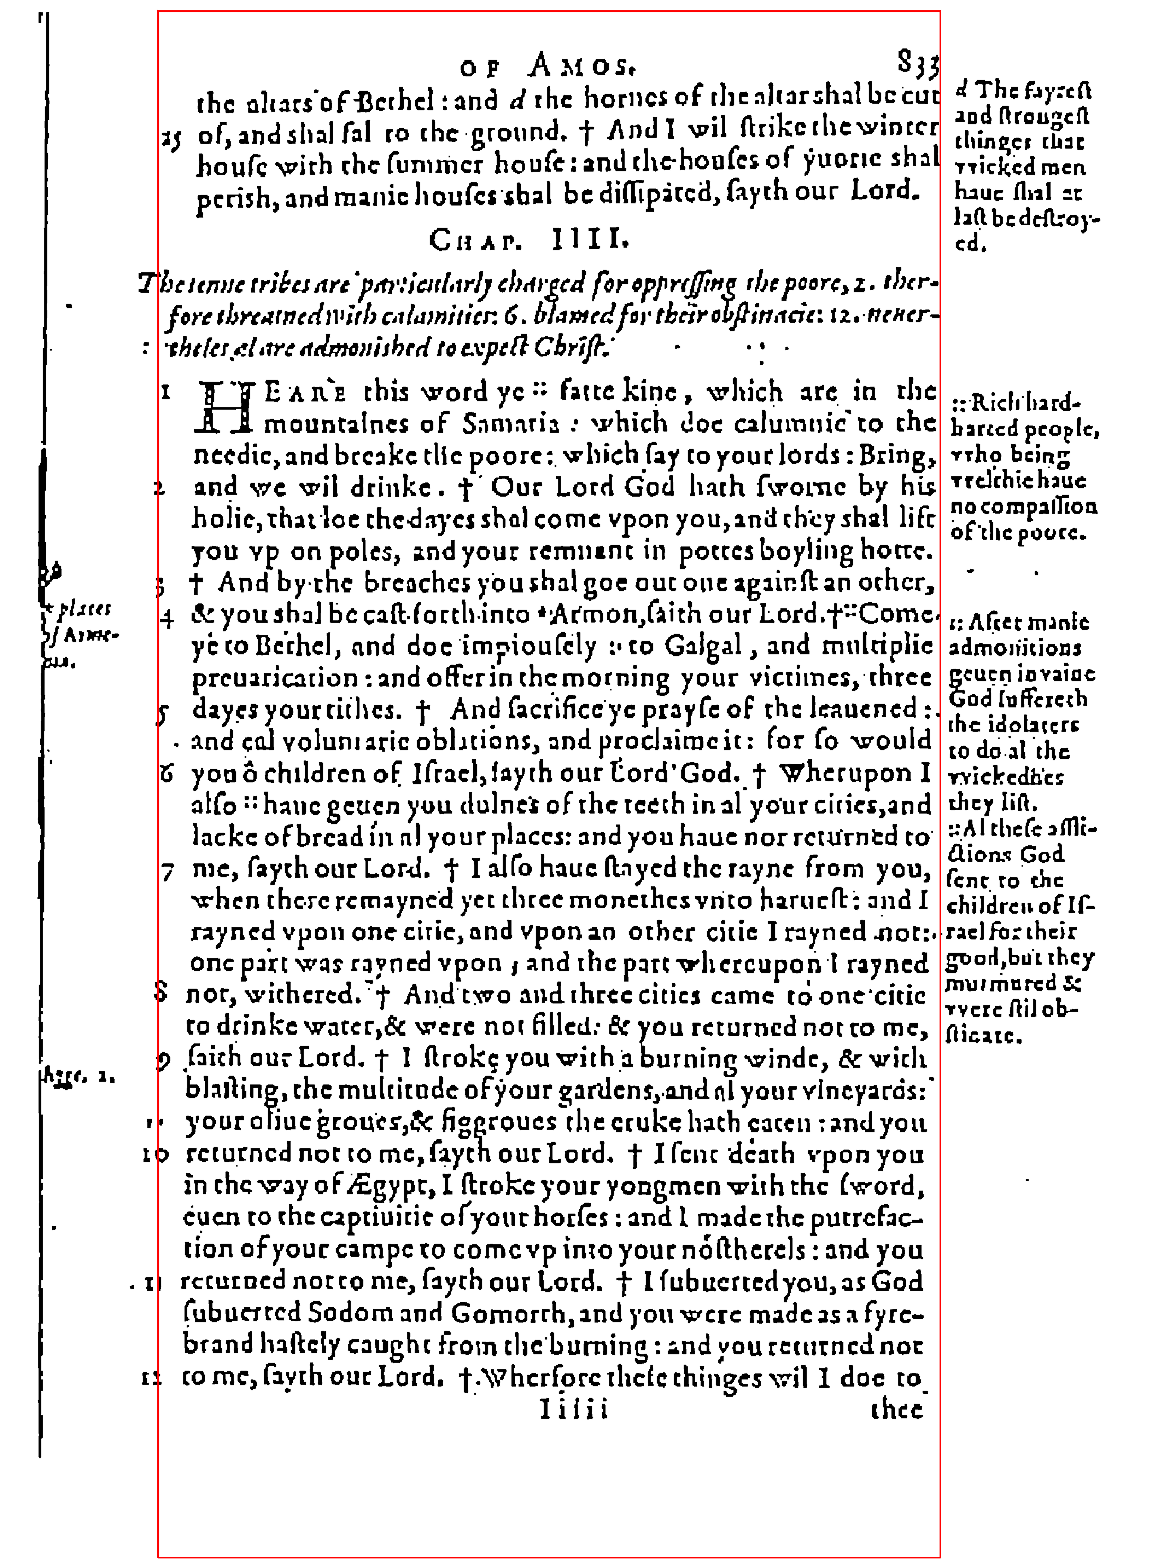 OF AMOS. 833
the altars of Bethel : and d the hornes of the altar shal be cut
15 of, and shal fal to the ground. † And I wil ſtrike the winter
houſe with the ſummer houſe : and the houſes of yuorie shal
perish, and manie houſes shal be diſſipated, ſayth our Lord.
d The fayreſt
and ſtrongeſt
thinges that
wicked men
haue ſhal at
laſt be deſtroy-
ed.
CHAP. IIII.
The tenne tribes are particularly charged for oppreſſing the poore, 2. ther-
fore threatned with calamities: 6. blamed for their obſtinacie: 12. neuer-
theleſ are admonished to expect Chriſt.
1 HEARE this word ye :: fatte kine, which are in the
mountaines of Samaria : which doe calumnie to the
needie, and breake the poore : which ſay to your lords : Bring,
2 and we wil drinke. † Our Lord God hath ſworne by his
holie, that loe the dayes shal come vpon you, and they shal lift
you vp on poles, and your remnant in pottes boyling hotte.
3 † And by the breaches you shal goe out one againſt an other,
4 & you shal be caſt forth into * Armon, ſaith our Lord. † :: Come
ye to Bethel, and doe impiouſely : to Galgal, and multiplie
preuarication : and offer in the morning your victimes, three
5 dayes your tithes. † And ſacrifice ye prayſe of the leauened :
and cal voluntarie oblations, and proclaime it : for ſo would
6 you ô children of Iſrael, ſayth our Lord God. † Wherupon I
alſo :: haue geuen you dulnes of the teeth in al your cities, and
lacke of bread in al your places : and you haue not returned to
7 me, ſayth our Lord. † I alſo haue ſtayed the rayne from you,
when there remayned yet three monethes vnto harueſt : and I
rayned vpon one citie, and vpon an other citie I rayned not :
one part was rayned vpon ; and the part whereupon I rayned
8 not, withered. † And two and three cities came to one citie
to drinke water, & were not filled : & you returned not to me,
9 ſaith our Lord. † I ſtroke you with a burning winde, & with
blaſting, the multitude of your gardens, and al your vineyards :
your oliue groues, & figgroues the eruke hath eaten : and you
10 returned not to me, ſayth our Lord. † I ſent death vpon you
in the way of Ægypt, I ſtroke your yongmen with the ſword,
euen to the captiuitie of your horſes : and I made the putrefac-
tion of your campe to come vp into your noſtherels : and you
11 returned not to me, ſayth our Lord. † I ſubuerted you, as God
ſubuerted Sodom and Gomorrh, and you were made as a fyre-
brand haſtely caught from the burning : and you returned not
12 to me, ſayth our Lord. † Wherfore theſe thinges wil I doe to
Iiiii thee
:: Rich hard-
harted people,
who being
welthie haue
no compaſſion
of the poore.
:: After manie
admonitions
geuen in vaine
God ſuffereth
the idolaters
to do al the
wickednes
they liſt.
:: Al theſe affli-
ctions God
ſent to the
children of Iſ-
rael for their
good, but they
murmured &
were ſtil ob-
ſtinate.
places
of Arme-
Agge. 2.